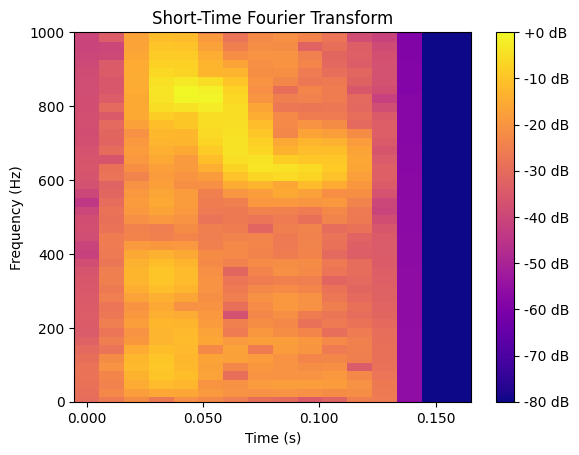 Short-Time Fourier Transform
1000
800
600
400
200
0
Frequency (Hz)
0.000
0.050
0.100
0.150
Time (s)
+0 dB
-10 dB
-20 dB
-30 dB
-40 dB
-50 dB
-60 dB
-70 dB
-80 dB